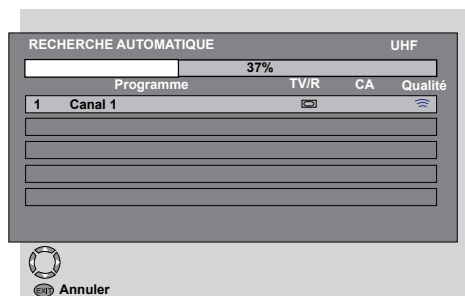 RECHERCHE AUTOMATIQUE UHF
37%
Programme TV/R CA Qualité
1 Canal 1
EXIT Annuler